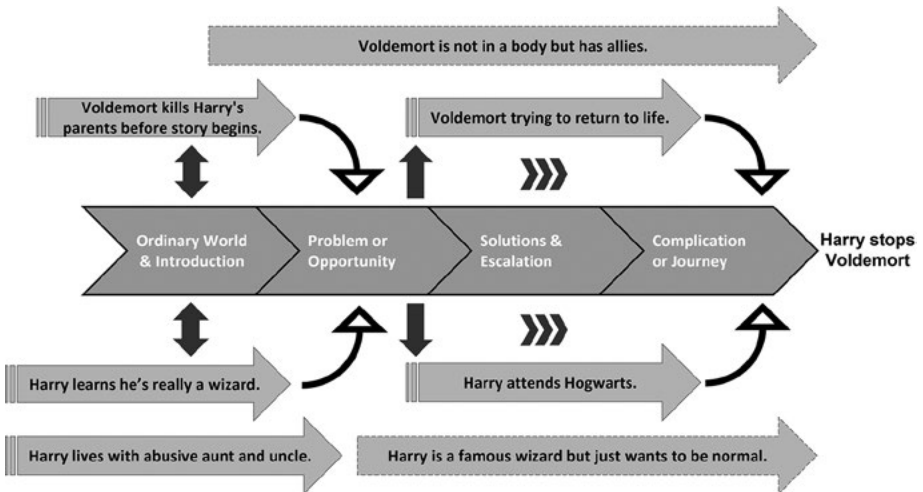 Voldemort is not in a body but has allies.
Voldemort kills Harry's
parents before story begins.
Voldemort trying to return to life.
Ordinary World
& Introduction
Problem or
Opportunity
Solutions &
Escalation
Complication
or Journey
Harry stops
Voldemort
Harry learns he's really a wizard.
Harry attends Hogwarts.
Harry lives with abusive aunt and uncle.
Harry is a famous wizard but just wants to be normal.